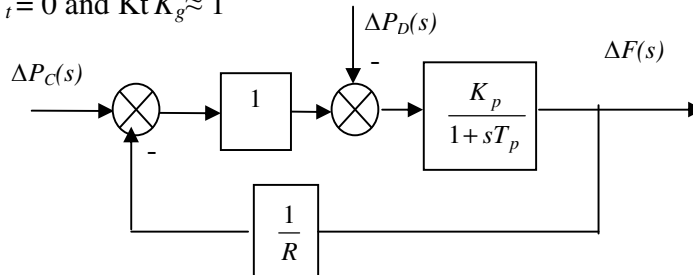 t = 0 and Kt Kg ≈ 1
ΔPD(s)
ΔPC(s)
ΔF(s)
-
1
Kp
1 + sTp
-
1
R